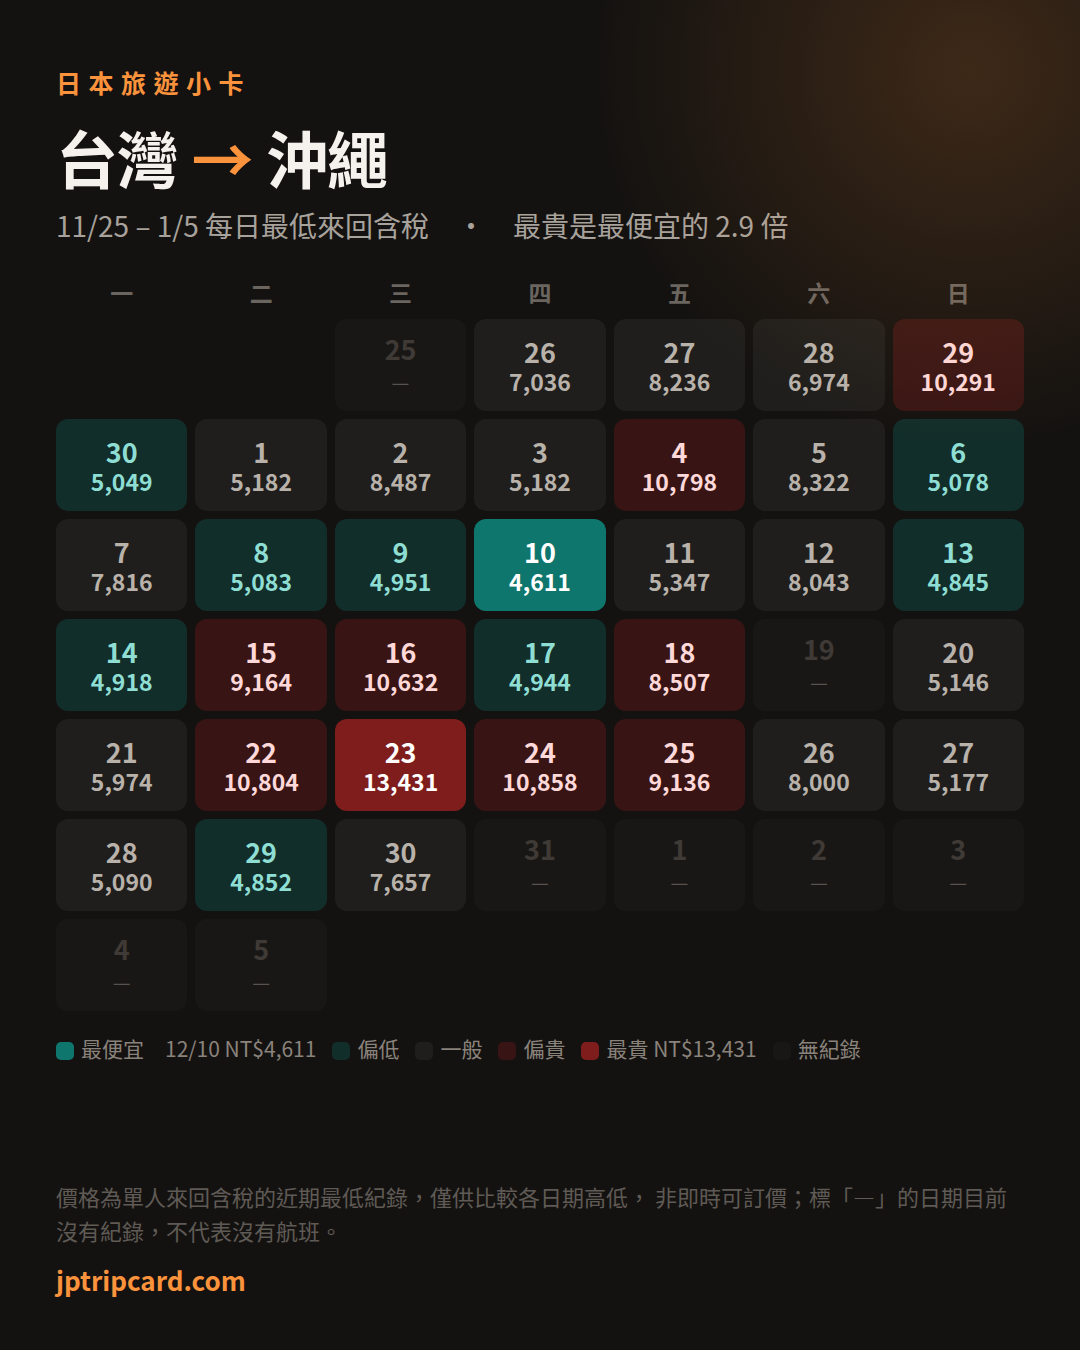 日本旅遊小卡
台灣 → 沖繩
11/25 – 1/5 每日最低來回含稅 ・ 最貴是最便宜的 2.9 倍
一 二 三 四 五 六 日
25 26 27 28 29
— 7,036 8,236 6,974 10,291
30 1 2 3 4 5 6
5,049 5,182 8,487 5,182 10,798 8,322 5,078
7 8 9 10 11 12 13
7,816 5,083 4,951 4,611 5,347 8,043 4,845
14 15 16 17 18 19 20
4,918 9,164 10,632 4,944 8,507 — 5,146
21 22 23 24 25 26 27
5,974 10,804 13,431 10,858 9,136 8,000 5,177
28 29 30 31 1 2 3
5,090 4,852 7,657 — — — —
4 5
— —
最便宜 12/10 NT$4,611 偏低 一般 偏貴 最貴 NT$13,431 無紀錄
價格為單人來回含稅的近期最低紀錄，僅供比較各日期高低， 非即時可訂價；標「—」的日期目前
沒有紀錄，不代表沒有航班。
jptripcard.com